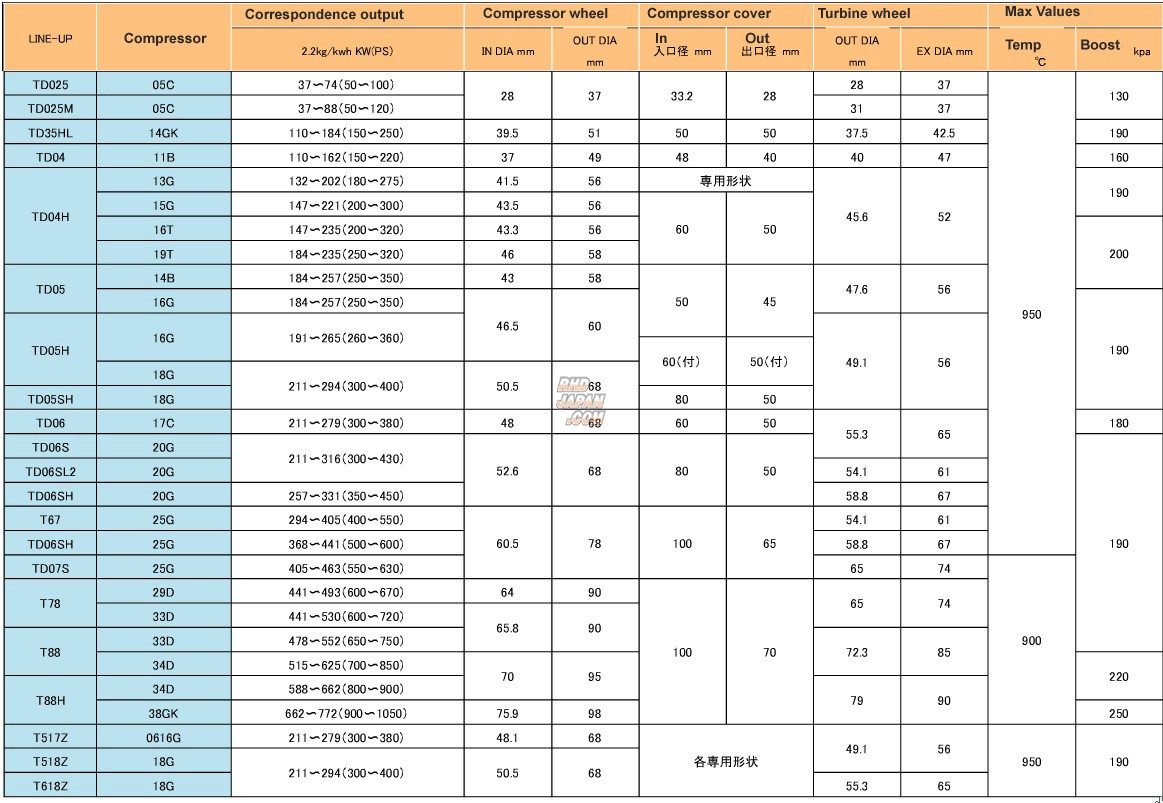 LINE-UP Compressor Correspondence output Compressor wheel Compressor cover Turbine wheel Max Values
2.2kg/kwh KW(PS) IN DIA mm OUT DIA mm In 入口径 mm Out 出口径 mm OUT DIA mm EX DIA mm Temp ℃ Boost kpa
TD025 05C 37〜74(50〜100) 28 37 33.2 28 28 37 950 130
TD025M 05C 37〜88(50〜120) 31 37
TD35HL 14GK 110〜184(150〜250) 39.5 51 50 50 37.5 42.5 190
TD04 11B 110〜162(150〜220) 37 49 48 40 40 47 160
TD04H 13G 132〜202(180〜275) 41.5 56 専用形状 45.6 52 190
15G 147〜221(200〜300) 43.5 56 60 50
16T 147〜235(200〜320) 43.3 56 200
19T 184〜235(250〜320) 46 58
TD05 14B 184〜257(250〜350) 43 58 50 45 47.6 56
16G 184〜257(250〜350) 46.5 60 190
TD05H 16G 191〜265(260〜360) 49.1 56
60(付) 50(付)
18G 211〜294(300〜400) 50.5 68
TD05SH 18G 80 50
TD06 17C 211〜279(300〜380) 48 68 60 50 55.3 65 180
TD06S 20G 211〜316(300〜430) 52.6 68 80 50 190
TD06SL2 20G 54.1 61
TD06SH 20G 257〜331(350〜450) 58.8 67
T67 25G 294〜405(400〜550) 60.5 78 100 65 54.1 61
TD06SH 25G 368〜441(500〜600) 58.8 67
TD07S 25G 405〜463(550〜630) 65 74 900
T78 29D 441〜493(600〜670) 64 90 100 70 65 74
33D 441〜530(600〜720) 65.8 90
T88 33D 478〜552(650〜750) 72.3 85
34D 515〜625(700〜850) 70 95 220
T88H 34D 588〜662(800〜900) 79 90
38GK 662〜772(900〜1050) 75.9 98 250
T517Z 0616G 211〜279(300〜380) 48.1 68 各専用形状 49.1 56 950 190
T518Z 18G 211〜294(300〜400) 50.5 68
T618Z 18G 55.3 65
RHD
JAPAN
.COM